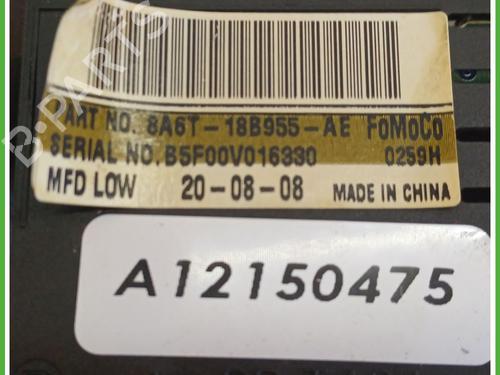 PART NO. 8A6T-18B955-AE FoMoCo
SERIAL NO. B5F00V016330 0259H
MFD LOW 20-08-08 MADE IN CHINA
A12150475
B-PARTS